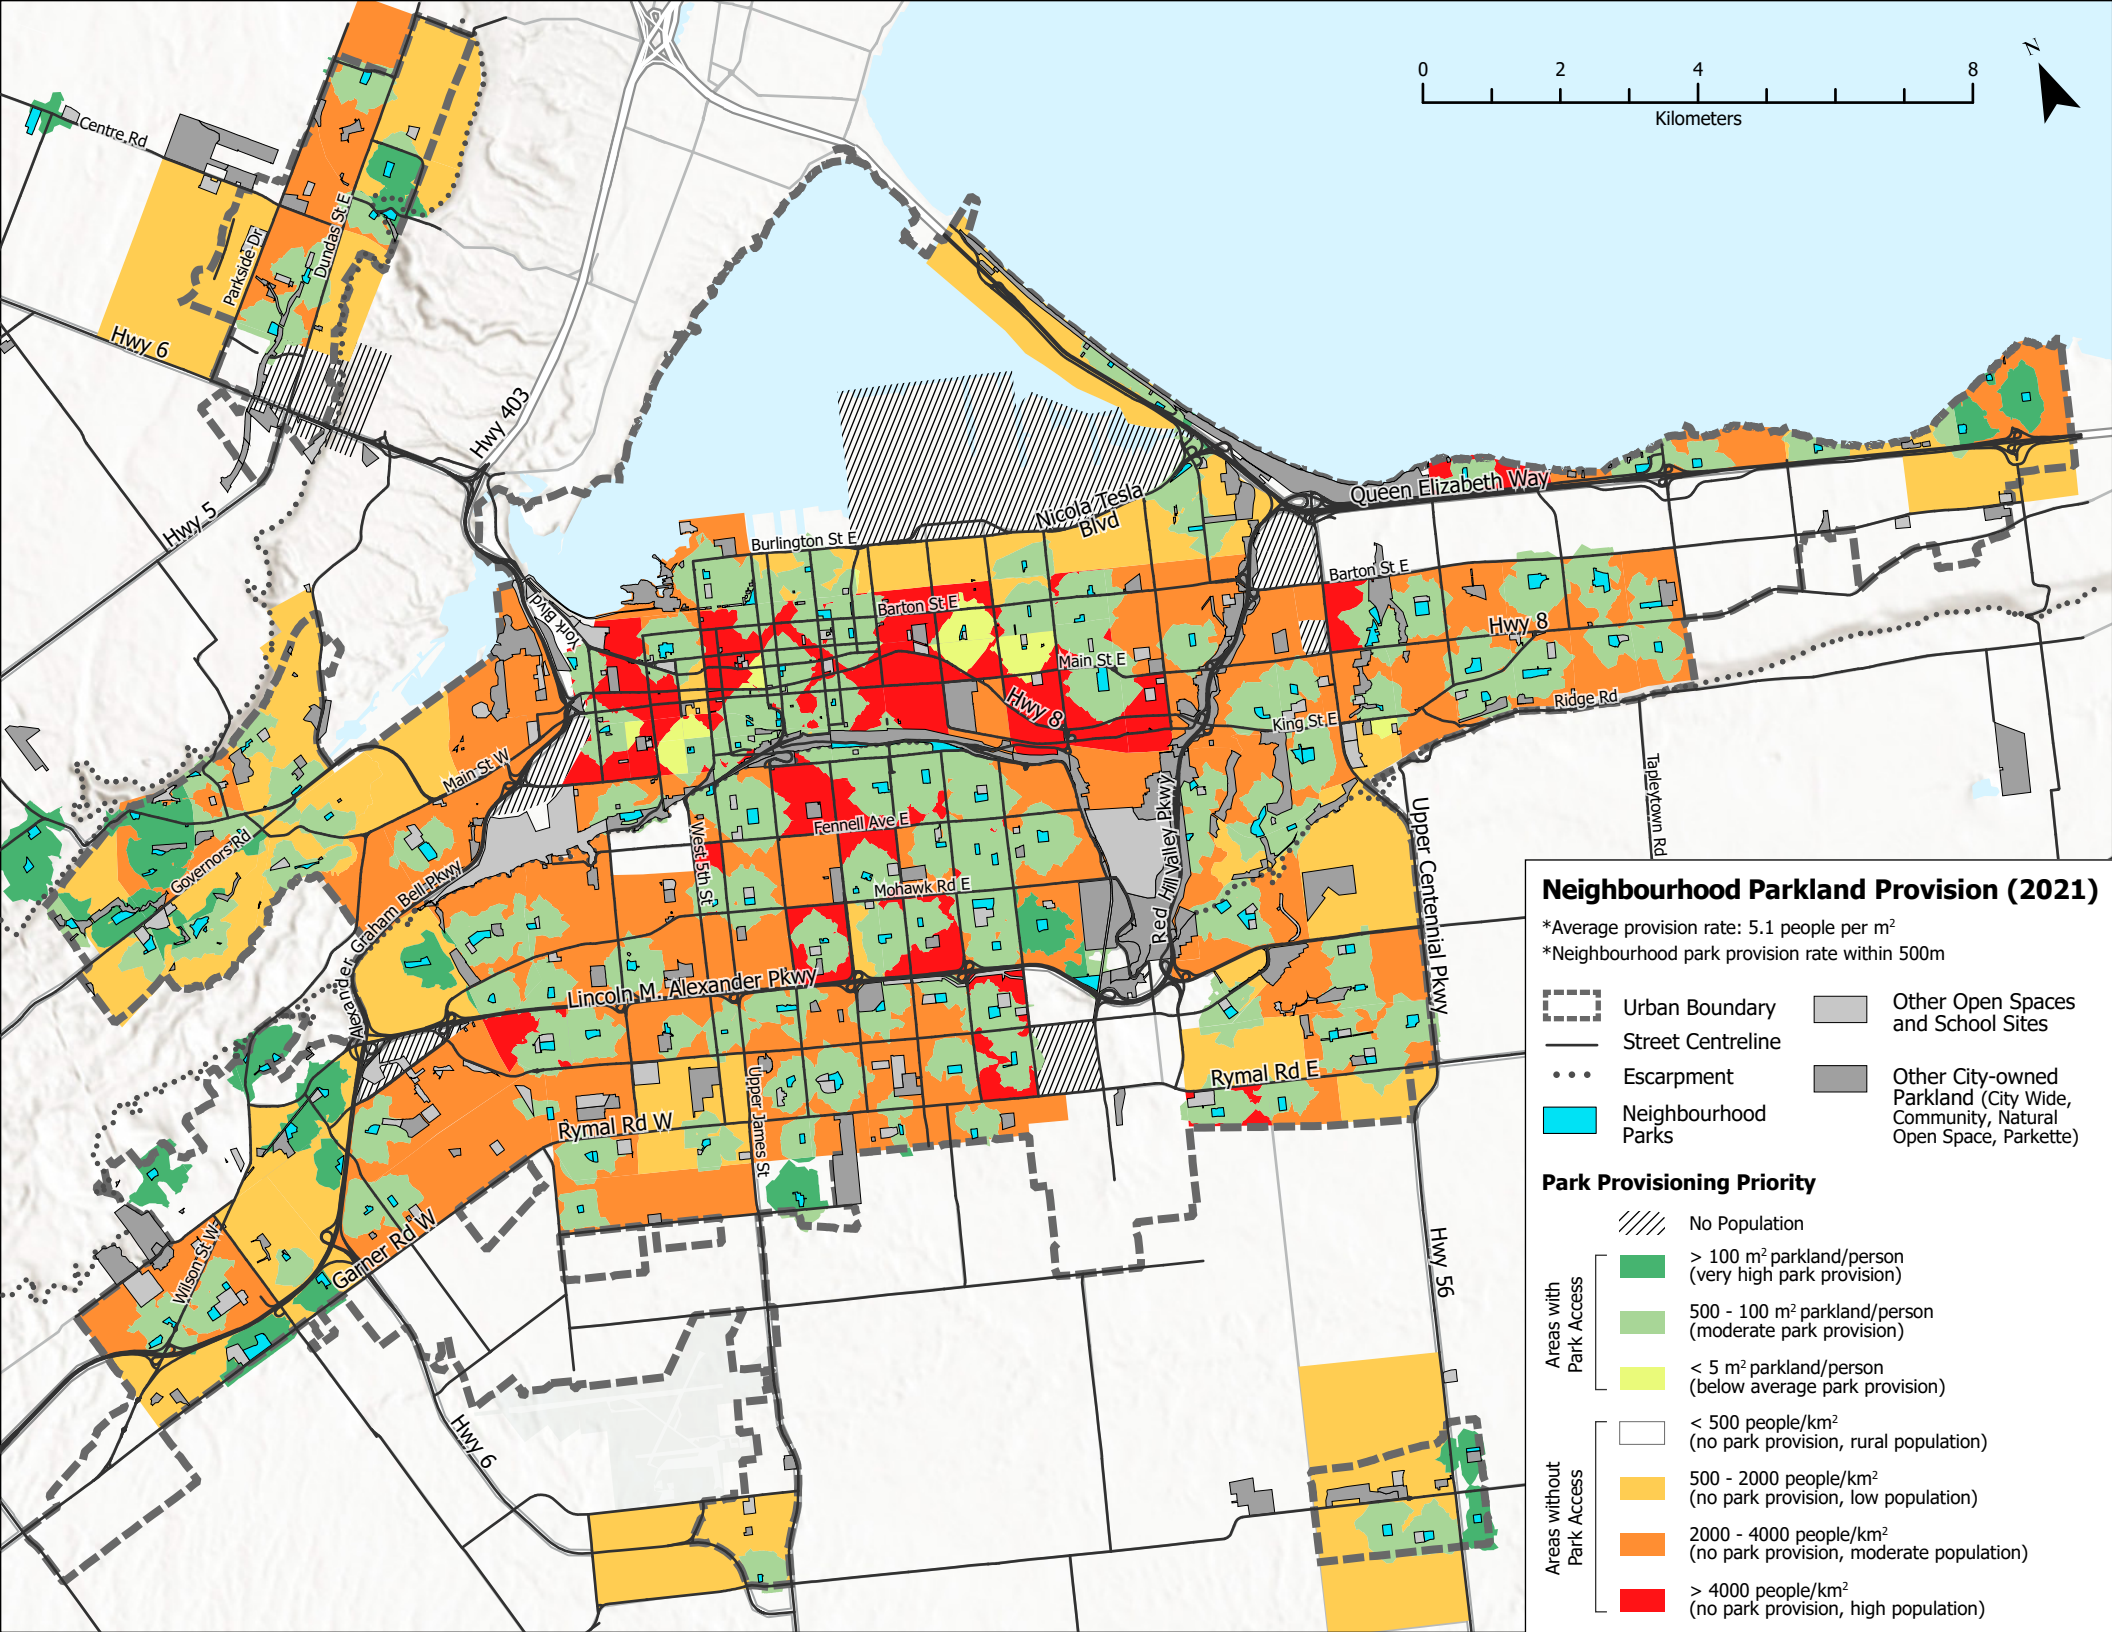 N
0 2 4 8
Kilometers
Centre Rd
Dundas St E
Parkside Dr
Hwy 6
Hwy 403
Hwy 5
Nicola Tesla
Blvd
Queen Elizabeth Way
Burlington St E
Barton St E
York Blvd
Barton St E
Hwy 8
Main St E
Hwy 8
Ridge Rd
King St E
Main St W
Tapleytown Rd
Red Hill Valley Pkwy
Upper Centennial Pkwy
West 5th St
Fennell Ave E
Governors Rd
Mohawk Rd E
Alexander Graham Bell Pkwy
Lincoln M. Alexander Pkwy
Rymal Rd E
Upper James St
Rymal Rd W
Wilson St W
Garner Rd W
Hwy 56
Hwy 6
Neighbourhood Parkland Provision (2021)
*Average provision rate: 5.1 people per m²
*Neighbourhood park provision rate within 500m
Urban Boundary
Street Centreline
Escarpment
Neighbourhood
Parks
Other Open Spaces
and School Sites
Other City-owned
Parkland (City Wide,
Community, Natural
Open Space, Parkette)
Park Provisioning Priority
No Population
Areas with
Park Access
> 100 m² parkland/person
(very high park provision)
500 - 100 m² parkland/person
(moderate park provision)
< 5 m² parkland/person
(below average park provision)
Areas without
Park Access
< 500 people/km²
(no park provision, rural population)
500 - 2000 people/km²
(no park provision, low population)
2000 - 4000 people/km²
(no park provision, moderate population)
> 4000 people/km²
(no park provision, high population)